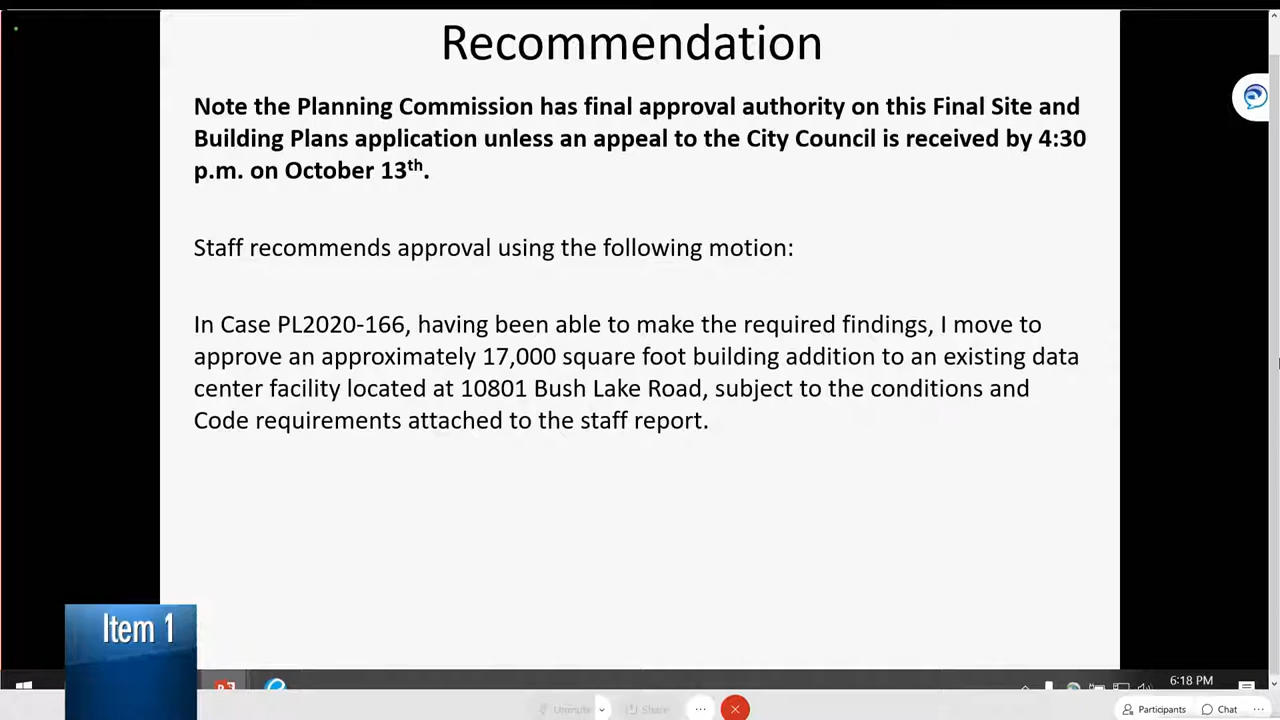 Recommendation
Note the Planning Commission has final approval authority on this Final Site and
Building Plans application unless an appeal to the City Council is received by 4:30
p.m. on October 13th.
Staff recommends approval using the following motion:
In Case PL2020-166, having been able to make the required findings, I move to
approve an approximately 17,000 square foot building addition to an existing data
center facility located at 10801 Bush Lake Road, subject to the conditions and
Code requirements attached to the staff report.
Item 1
6:18 PM
Unmute
Share
Participants
Chat